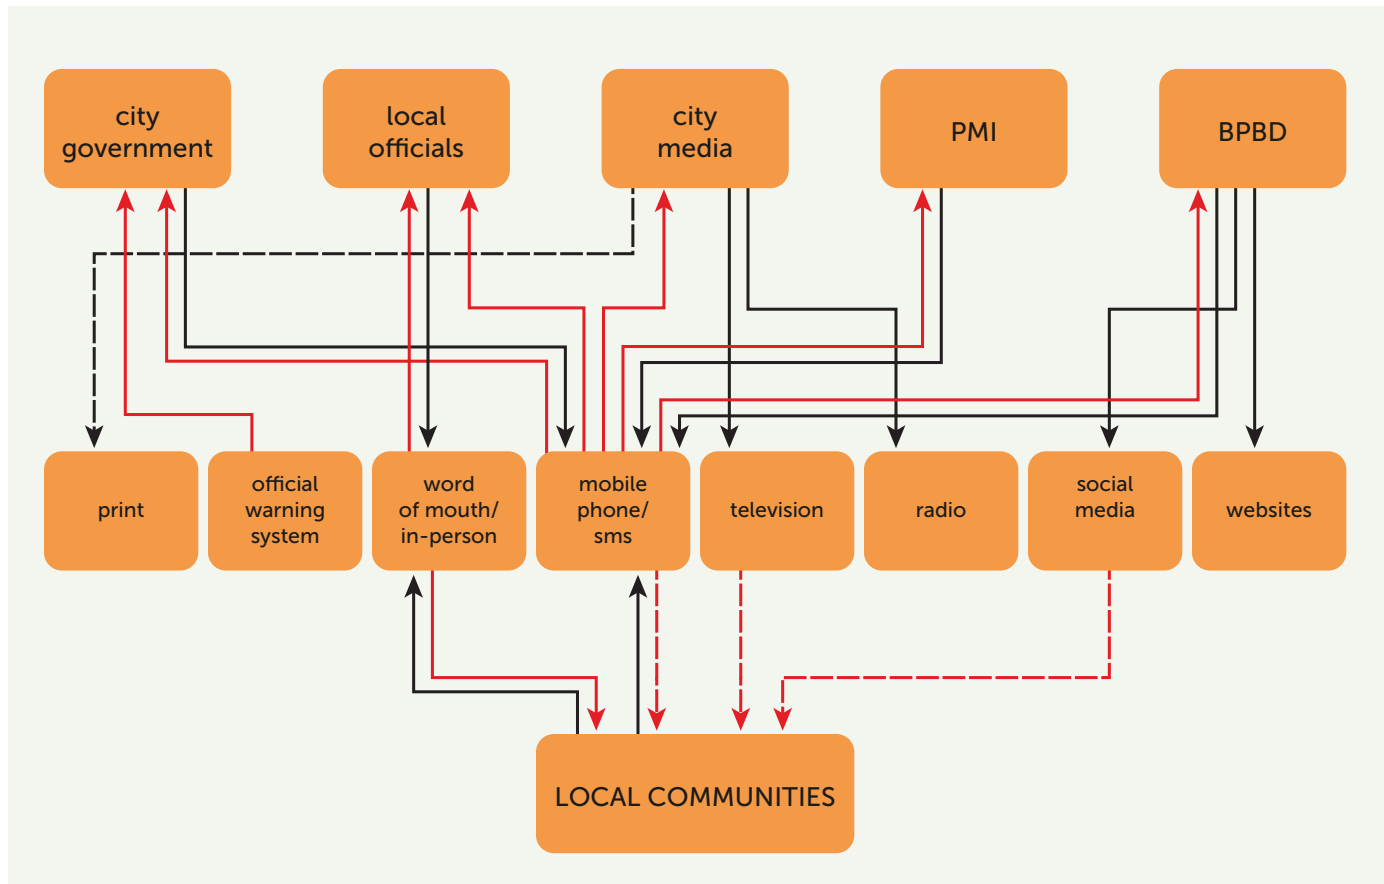 city
government
local
officials
city
media
PMI
BPBD
print
official
warning
system
word
of mouth/
in-person
mobile
phone/
sms
television
radio
social
media
websites
LOCAL COMMUNITIES